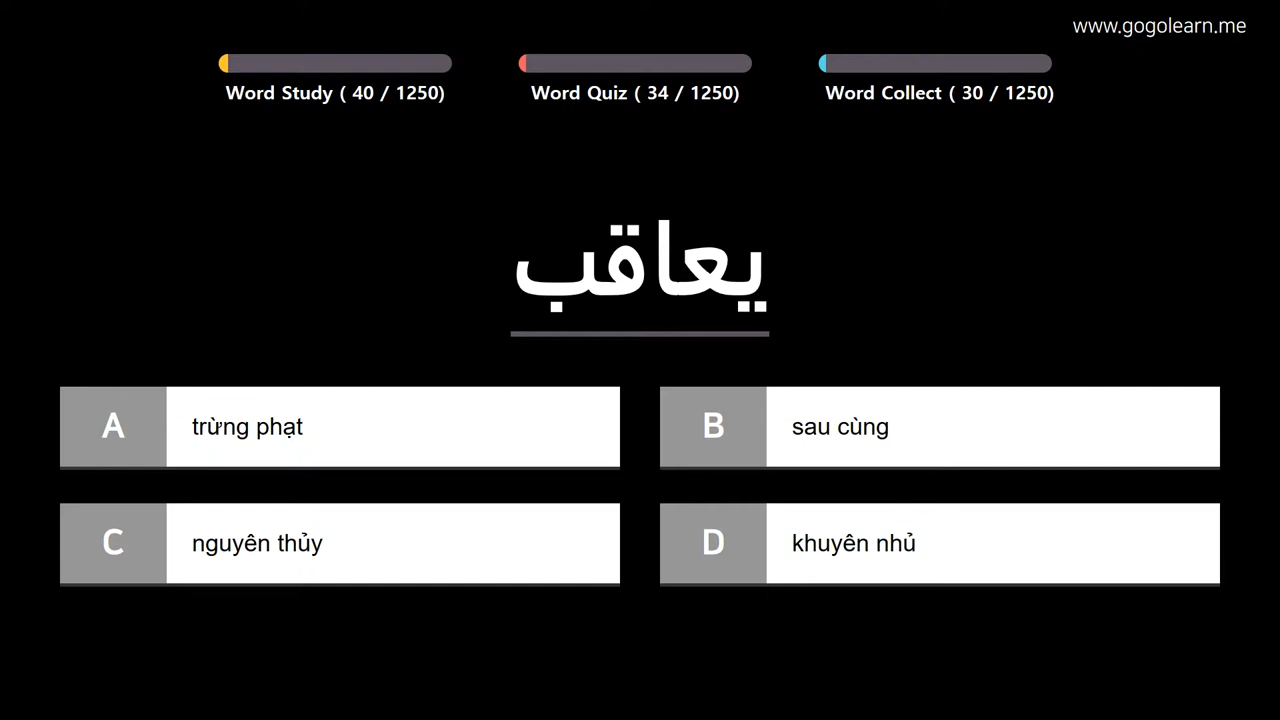 www.gogolearn.me
Word Study ( 40 / 1250)
Word Quiz ( 34 / 1250)
Word Collect ( 30 / 1250)
يعاقب
A
trừng phạt
B
sau cùng
C
nguyên thủy
D
khuyên nhủ